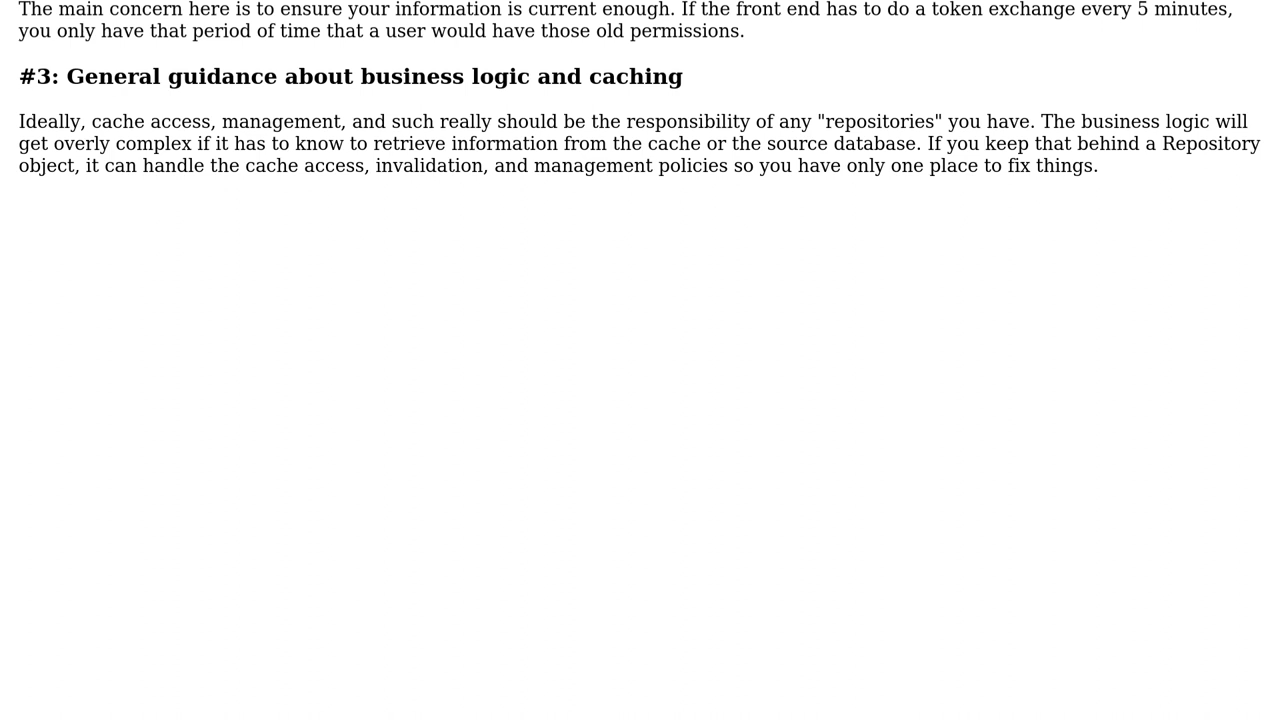 The main concern here is to ensure your information is current enough. If the front end has to do a token exchange every 5 minutes,
you only have that period of time that a user would have those old permissions.
#3: General guidance about business logic and caching
Ideally, cache access, management, and such really should be the responsibility of any "repositories" you have. The business logic will
get overly complex if it has to know to retrieve information from the cache or the source database. If you keep that behind a Repository
object, it can handle the cache access, invalidation, and management policies so you have only one place to fix things.